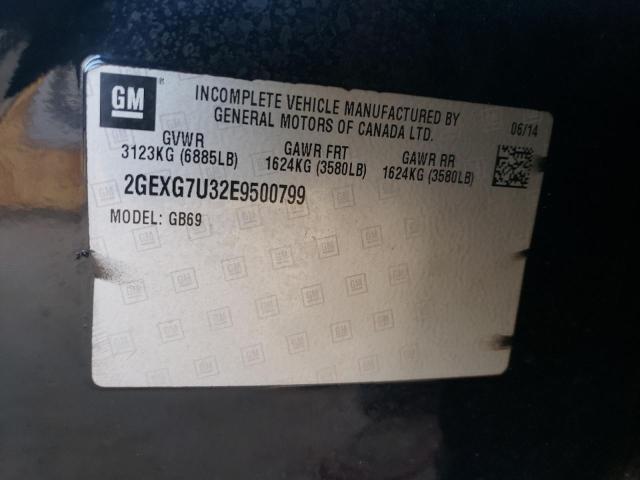 GM ®
INCOMPLETE VEHICLE MANUFACTURED BY
GENERAL MOTORS OF CANADA LTD.
06/14
GVWR GAWR FRT GAWR RR
3123KG (6885LB) 1624KG (3580LB) 1624KG (3580LB)
2GEXG7U32E9500799
MODEL: GB69